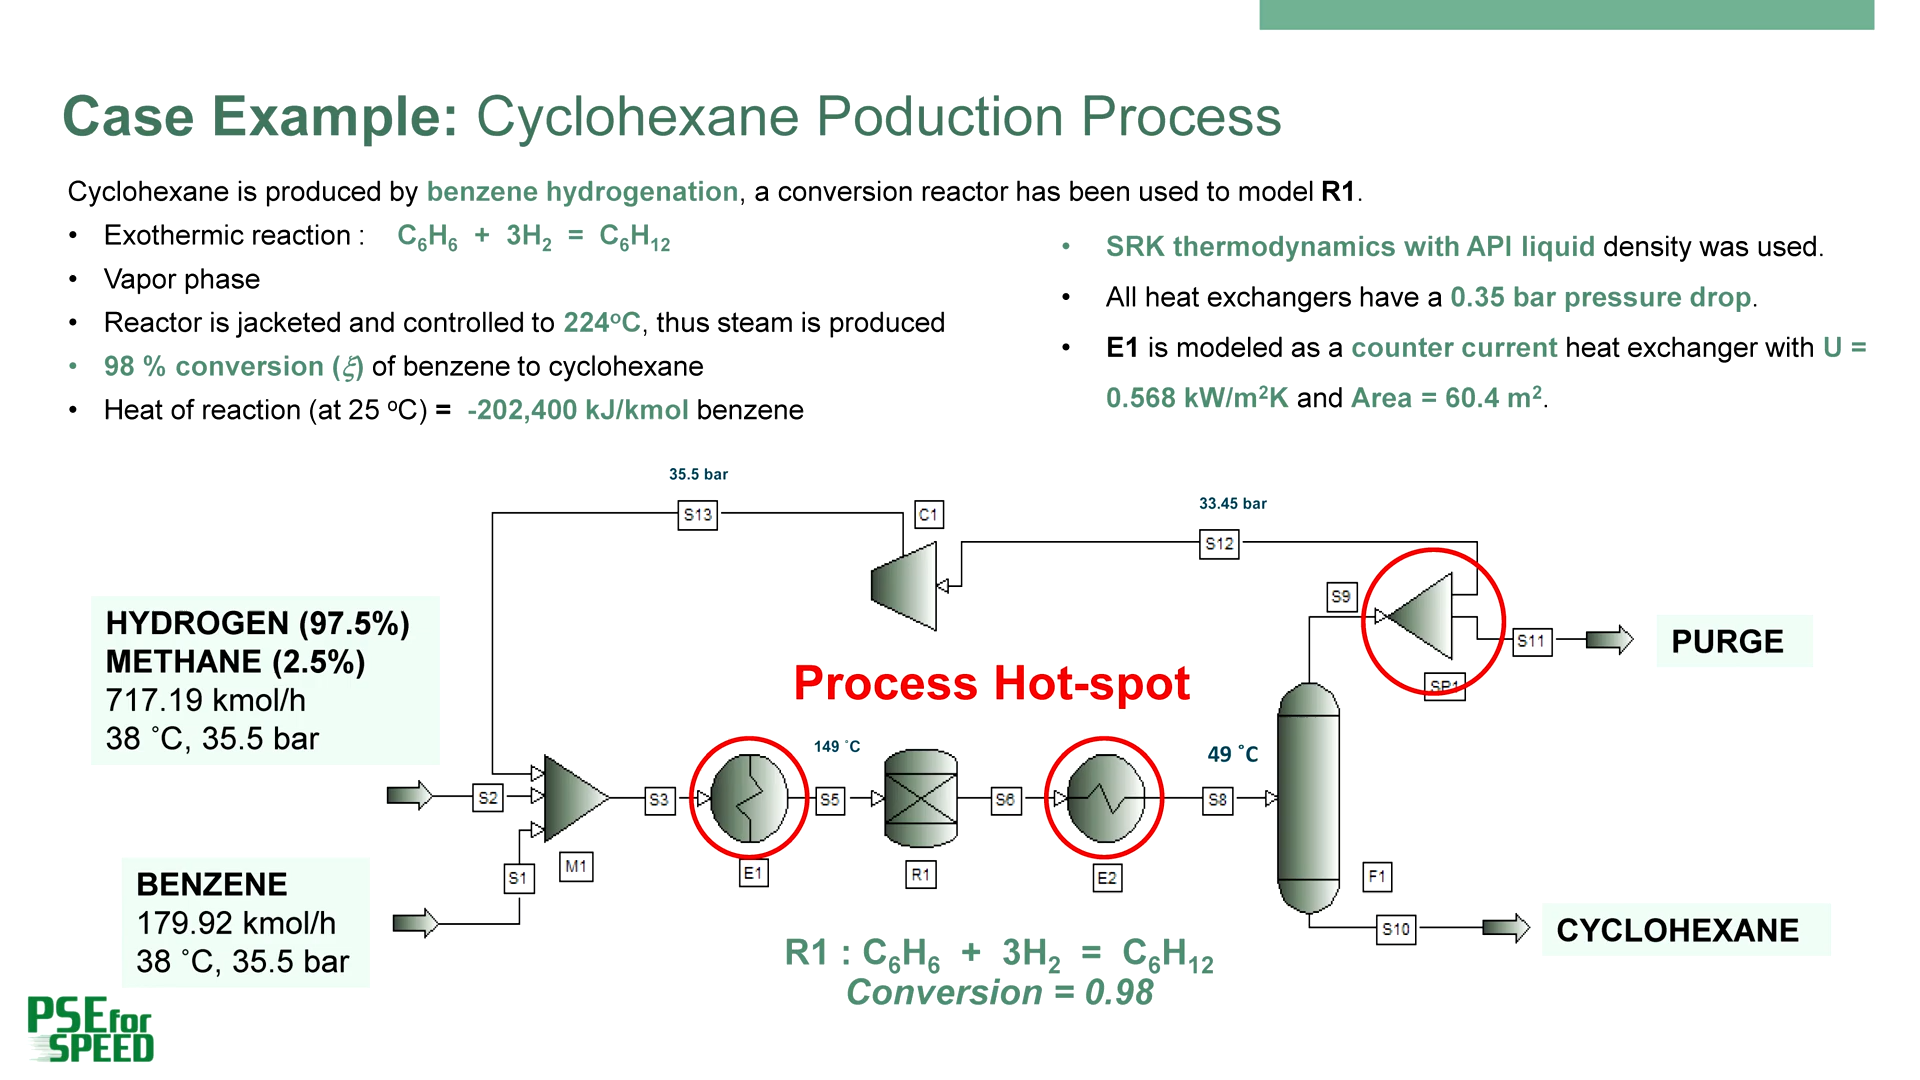 Case Example: Cyclohexane Poduction Process
Cyclohexane is produced by benzene hydrogenation, a conversion reactor has been used to model R1.
• Exothermic reaction : C₆H₆ + 3H₂ = C₆H₁₂
• Vapor phase
• Reactor is jacketed and controlled to 224°C, thus steam is produced
• 98 % conversion (ξ) of benzene to cyclohexane
• Heat of reaction (at 25 °C) = -202,400 kJ/kmol benzene
• SRK thermodynamics with API liquid density was used.
• All heat exchangers have a 0.35 bar pressure drop.
• E1 is modeled as a counter current heat exchanger with U =
0.568 kW/m²K and Area = 60.4 m².
35.5 bar
S13
C1
33.45 bar
S12
S9
SP1
S11
PURGE
HYDROGEN (97.5%)
METHANE (2.5%)
717.19 kmol/h
38 ˚C, 35.5 bar
Process Hot-spot
S2
M1
S3
E1
149 ˚C
S5
R1
S6
E2
49 ˚C
S8
F1
S1
BENZENE
179.92 kmol/h
38 ˚C, 35.5 bar
S10
CYCLOHEXANE
R1 : C₆H₆ + 3H₂ = C₆H₁₂
Conversion = 0.98
PSE for
SPEED